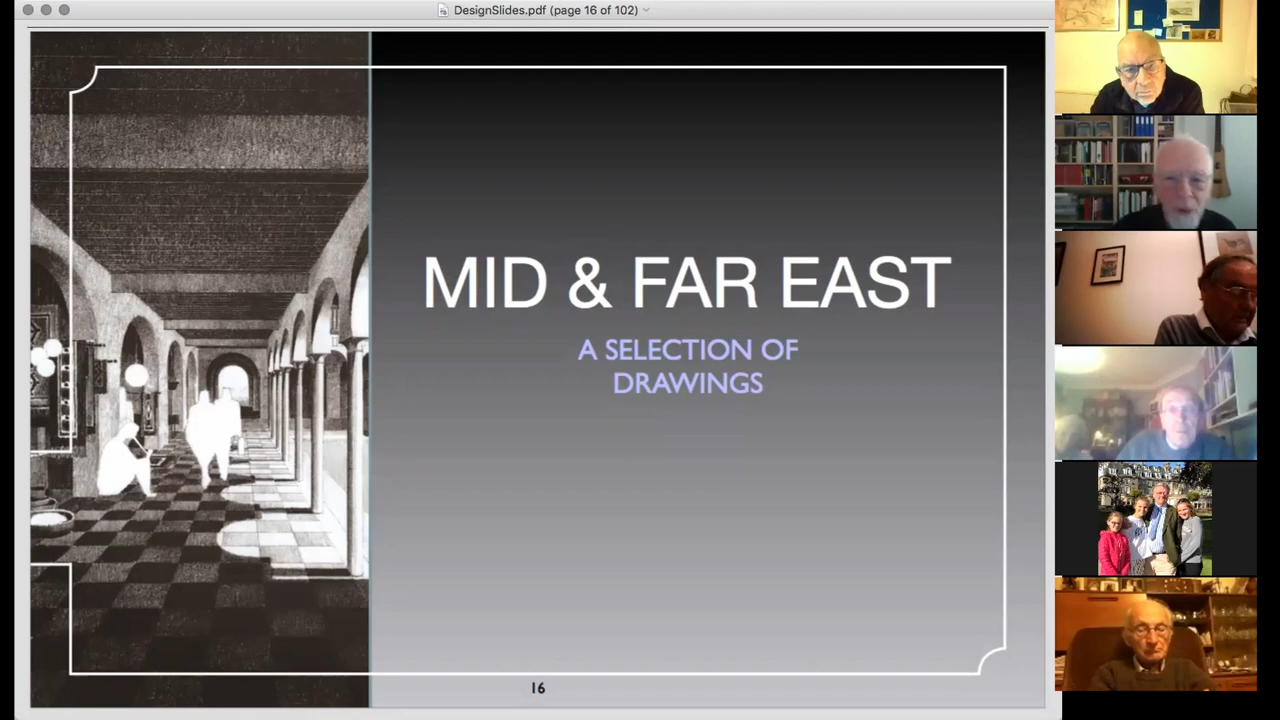 DesignSlides.pdf (page 16 of 102)
MID & FAR EAST
A SELECTION OF
DRAWINGS
16